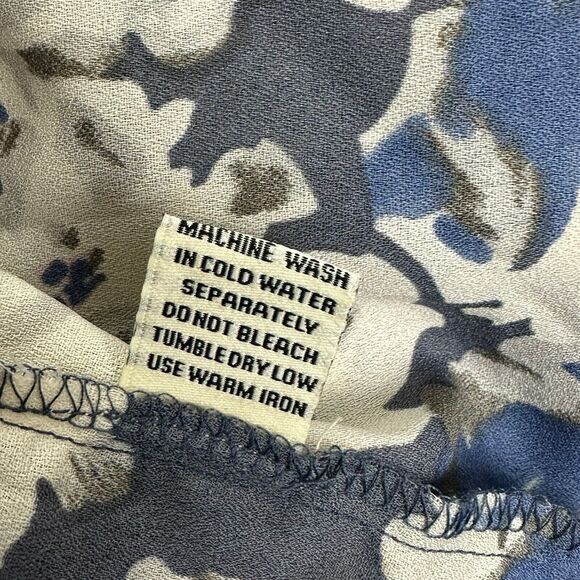 MACHINE WASH
IN COLD WATER
SEPARATELY
DO NOT BLEACH
TUMBLE DRY LOW
USE WARM IRON